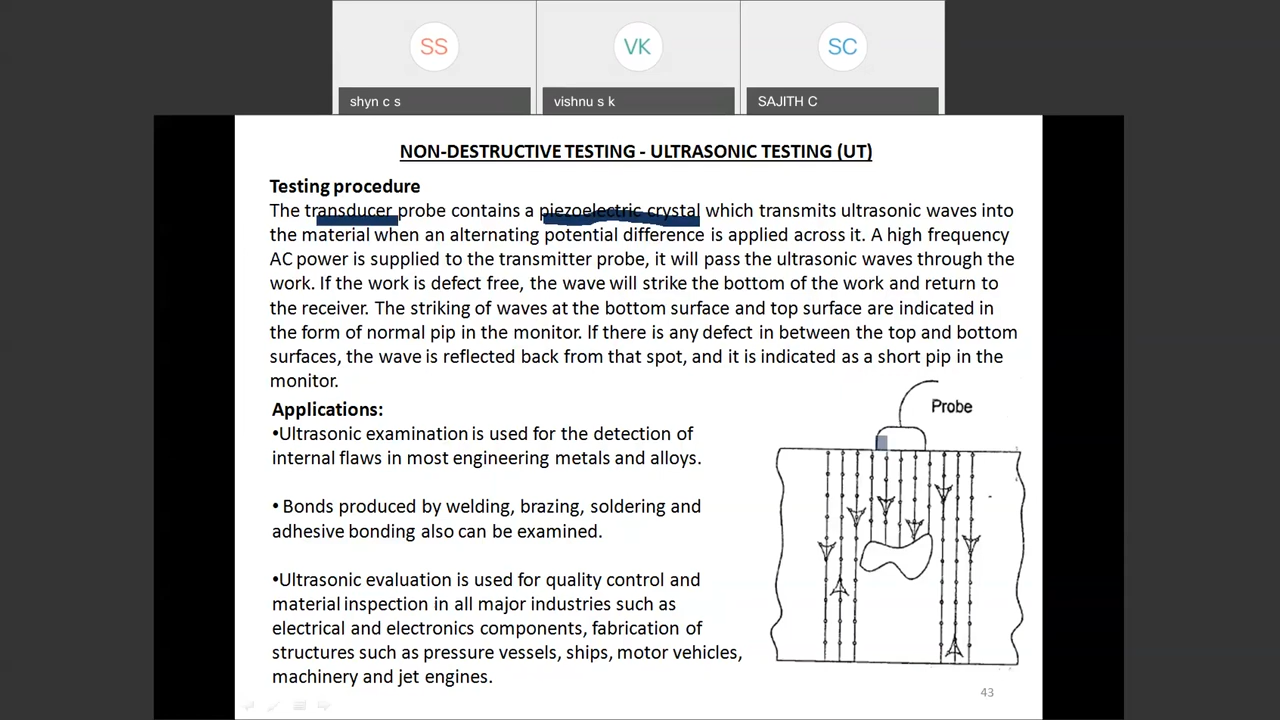 SS
VK
SC
shyn c s
vishnu s k
SAJITH C
NON-DESTRUCTIVE TESTING - ULTRASONIC TESTING (UT)
Testing procedure
The transducer probe contains a piezoelectric crystal which transmits ultrasonic waves into
the material when an alternating potential difference is applied across it. A high frequency
AC power is supplied to the transmitter probe, it will pass the ultrasonic waves through the
work. If the work is defect free, the wave will strike the bottom of the work and return to
the receiver. The striking of waves at the bottom surface and top surface are indicated in
the form of normal pip in the monitor. If there is any defect in between the top and bottom
surfaces, the wave is reflected back from that spot, and it is indicated as a short pip in the
monitor.
Probe
Applications:
•Ultrasonic examination is used for the detection of
internal flaws in most engineering metals and alloys.
• Bonds produced by welding, brazing, soldering and
adhesive bonding also can be examined.
•Ultrasonic evaluation is used for quality control and
material inspection in all major industries such as
electrical and electronics components, fabrication of
structures such as pressure vessels, ships, motor vehicles,
machinery and jet engines.
43